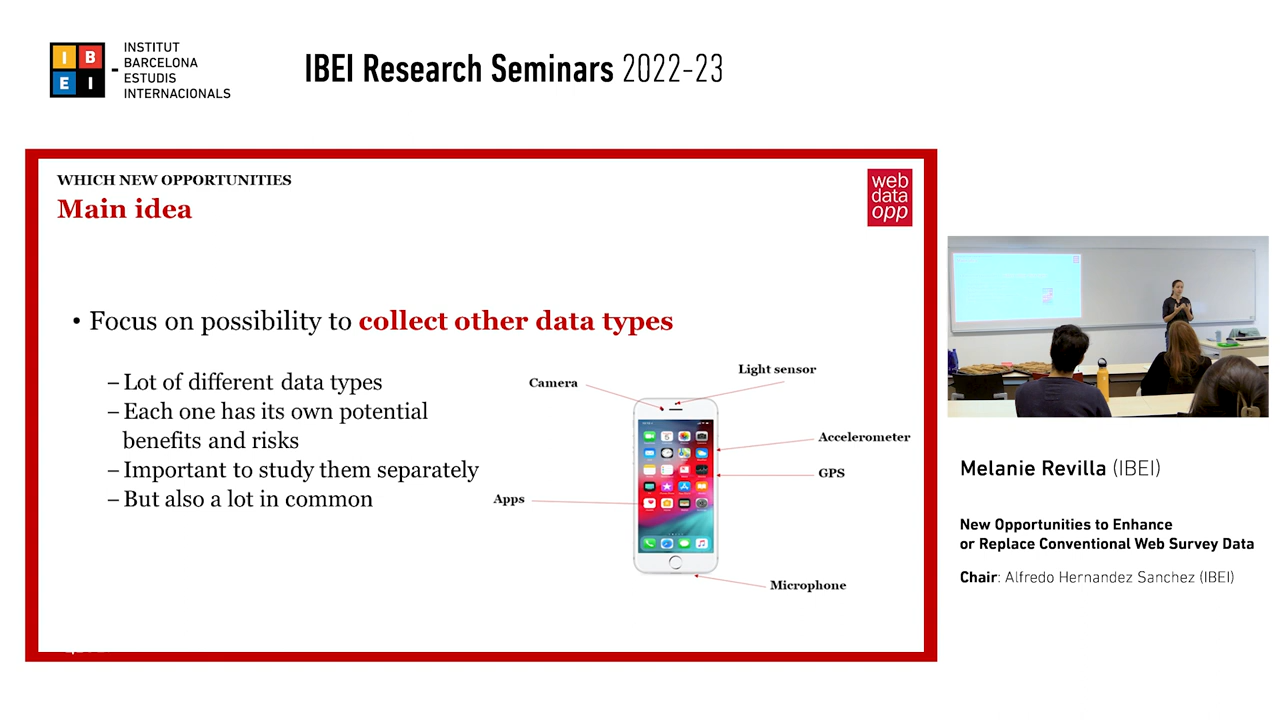 I B
E I
INSTITUT
BARCELONA
ESTUDIS
INTERNACIONALS
IBEI Research Seminars 2022-23
WHICH NEW OPPORTUNITIES
Main idea
web
data
opp
• Focus on possibility to collect other data types
– Lot of different data types
– Each one has its own potential
benefits and risks
– Important to study them separately
– But also a lot in common
Camera
Light sensor
Accelerometer
GPS
Apps
Microphone
Melanie Revilla (IBEI)
New Opportunities to Enhance
or Replace Conventional Web Survey Data
Chair: Alfredo Hernandez Sanchez (IBEI)